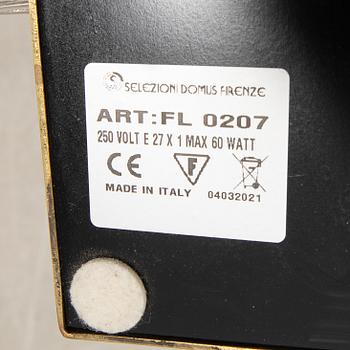 SELEZIONI DOMUS FIRENZE
ART:FL 0207
250 VOLT E 27 X 1 MAX 60 WATT
CE F
MADE IN ITALY 04032021